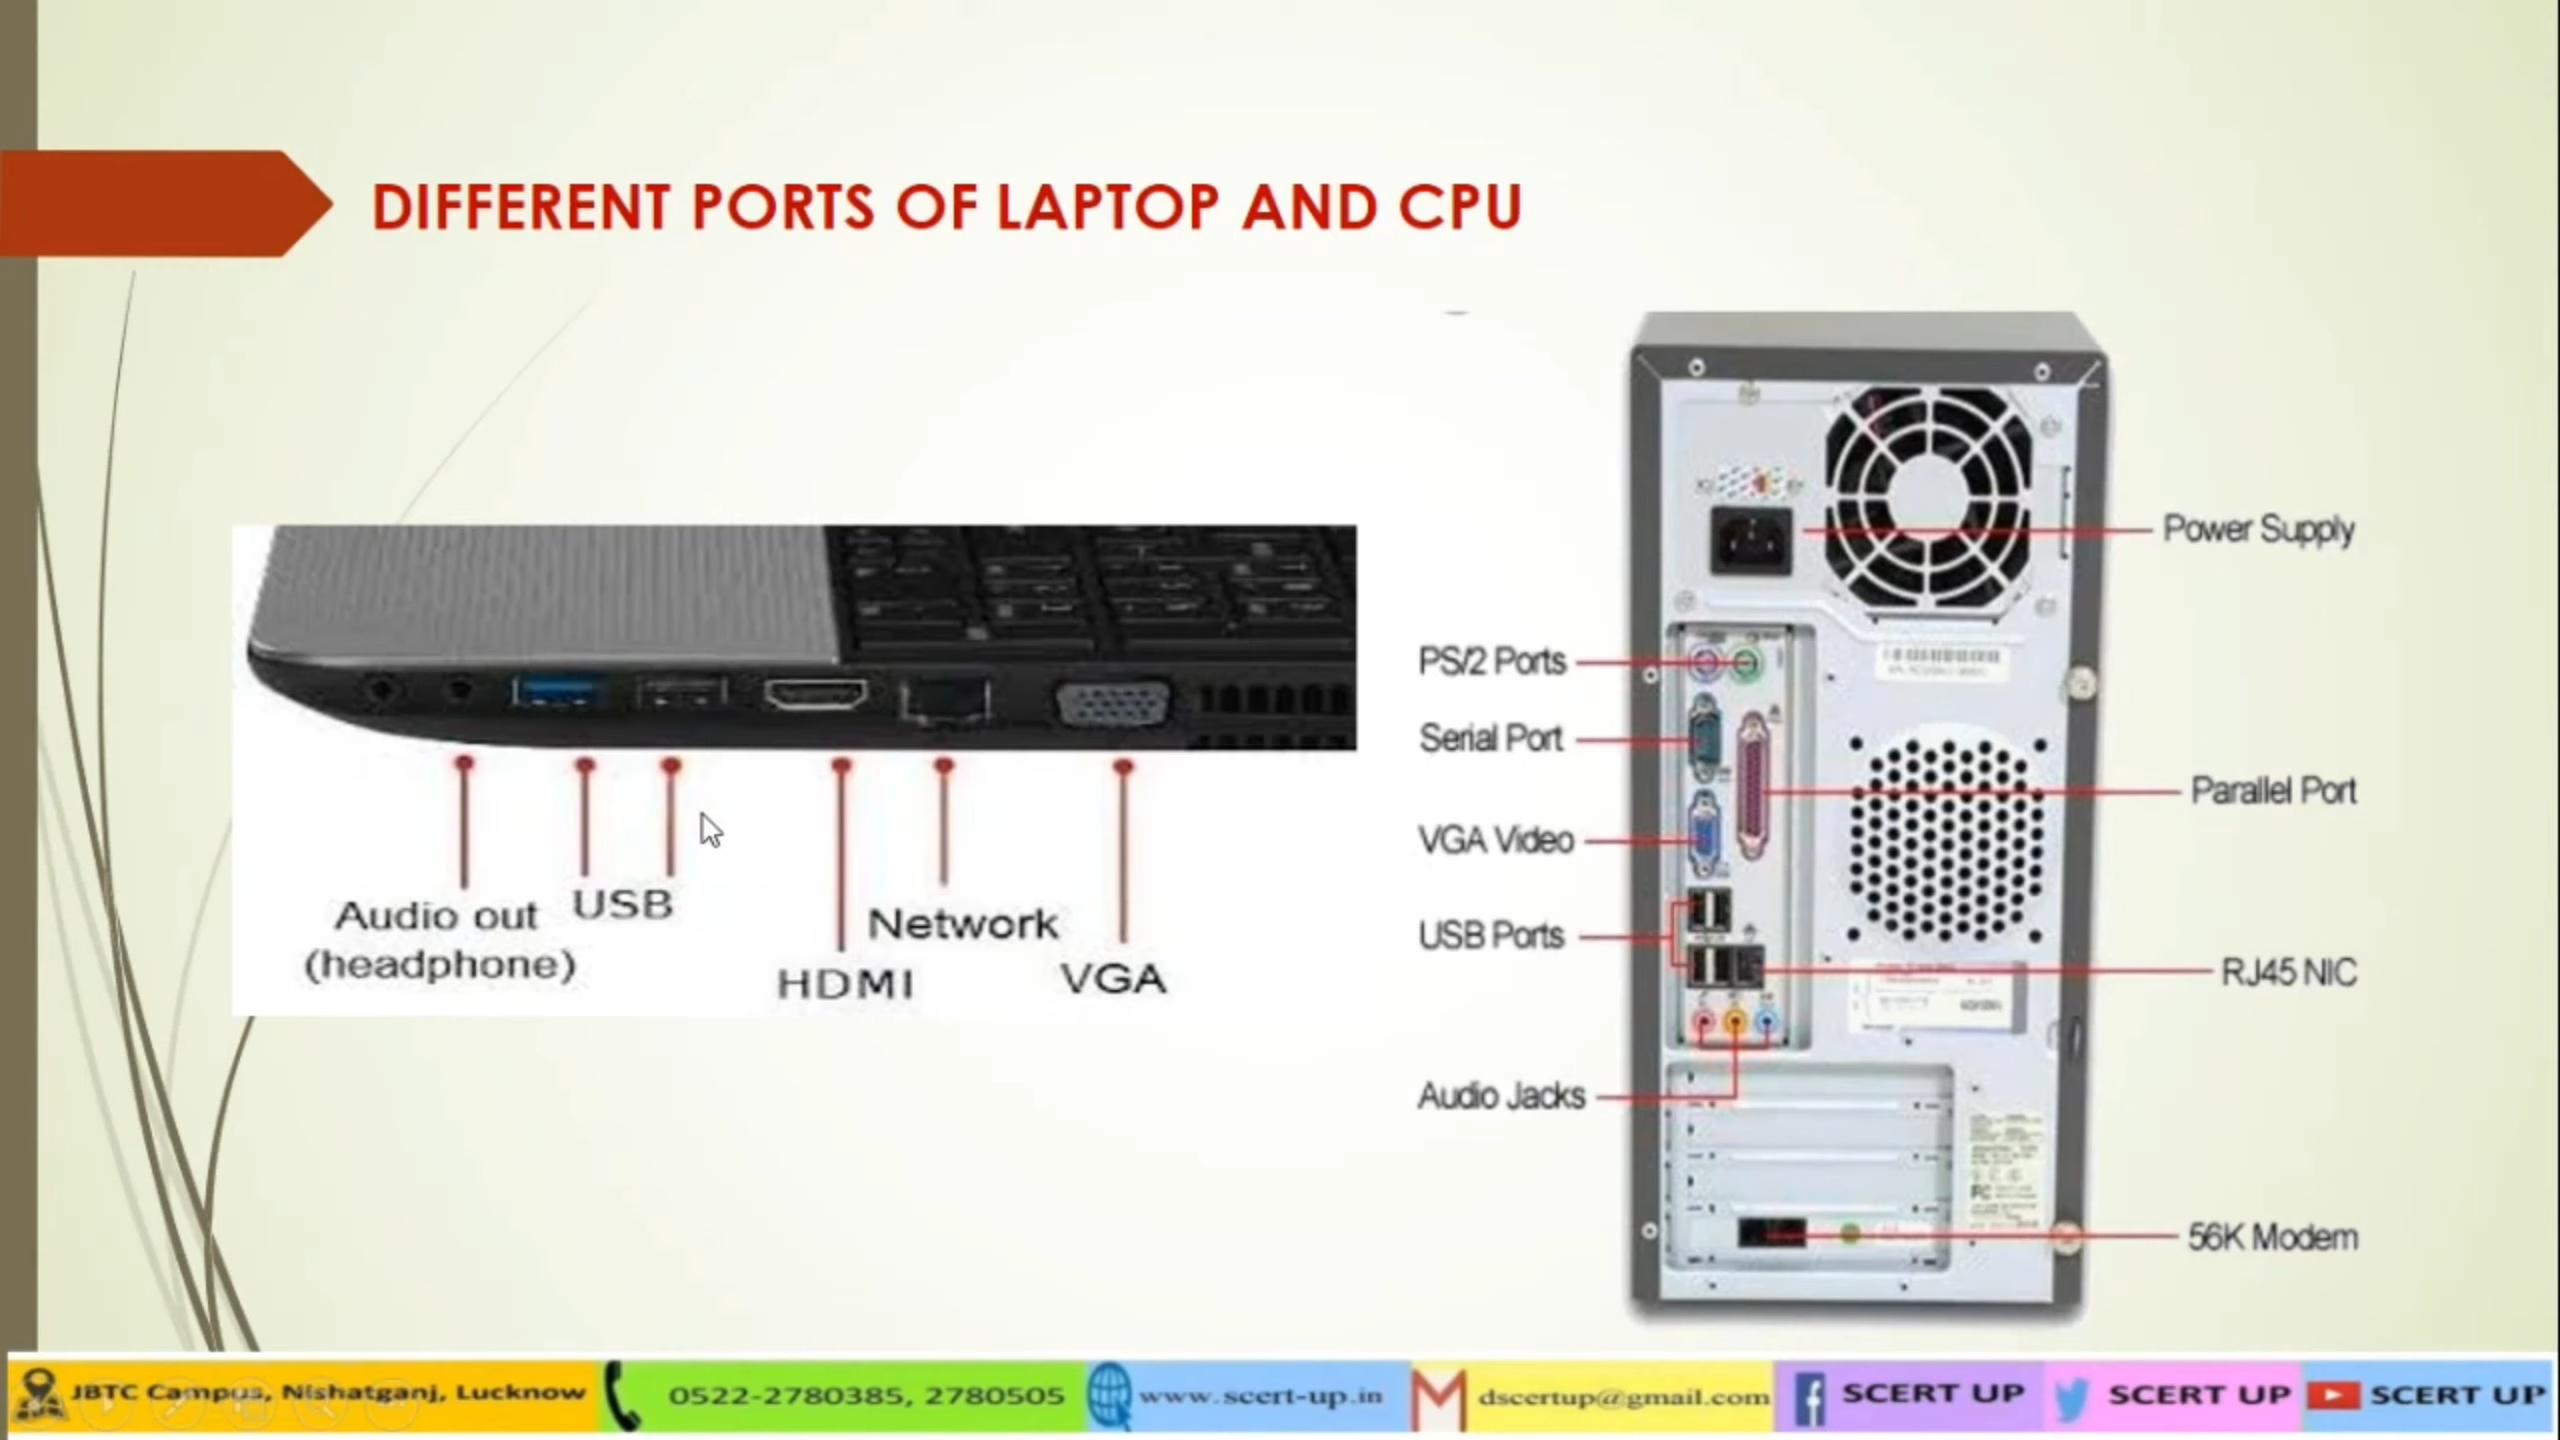 DIFFERENT PORTS OF LAPTOP AND CPU
Audio out
(headphone)
USB
HDMI
Network
VGA
Power Supply
PS/2 Ports
Serial Port
Parallel Port
VGA Video
USB Ports
RJ45 NIC
Audio Jacks
56K Modem
JBTC Campus, Nishatganj, Lucknow
0522-2780385, 2780505
www.scert-up.in
dscertup@gmail.com
SCERT UP
SCERT UP
SCERT UP